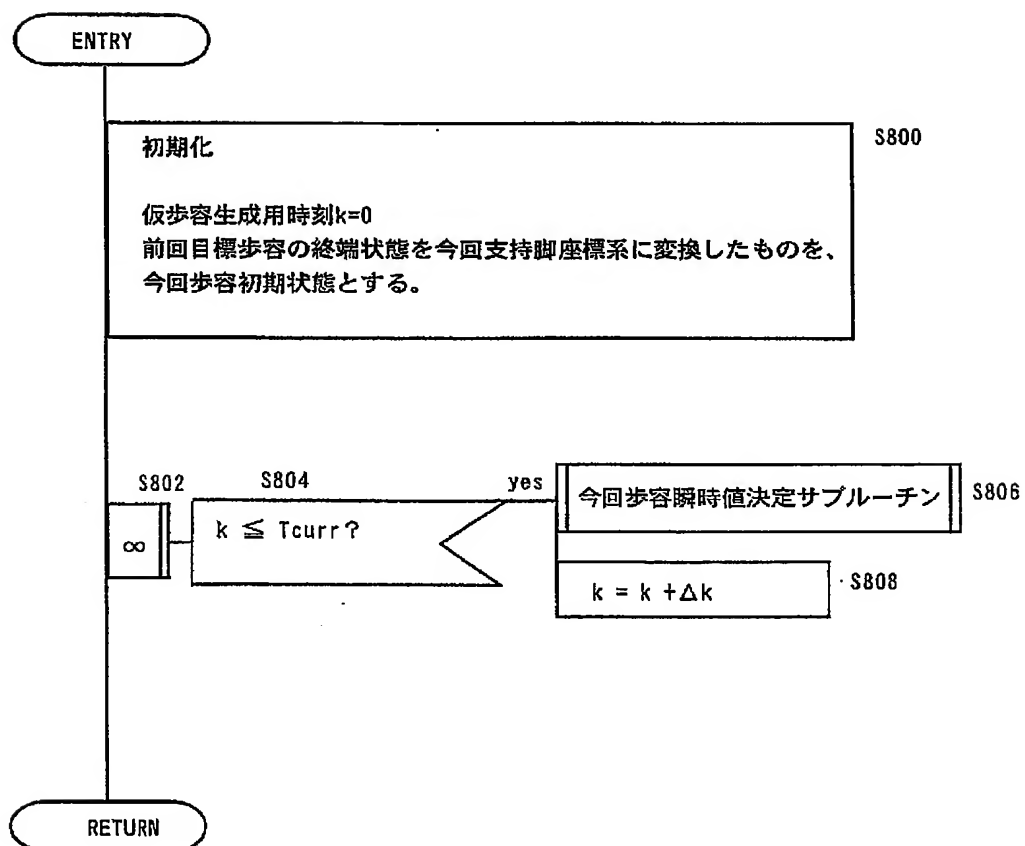 ENTRY
S800
初期化
仮歩容生成用時刻k=0
前回目標歩容の終端状態を今回支持脚座標系に変換したものを、
今回歩容初期状態とする。
S802
S804
yes
∞
k ≦ Tcurr?
今回歩容瞬時値決定サブルーチン
S806
k = k +Δk
S808
RETURN